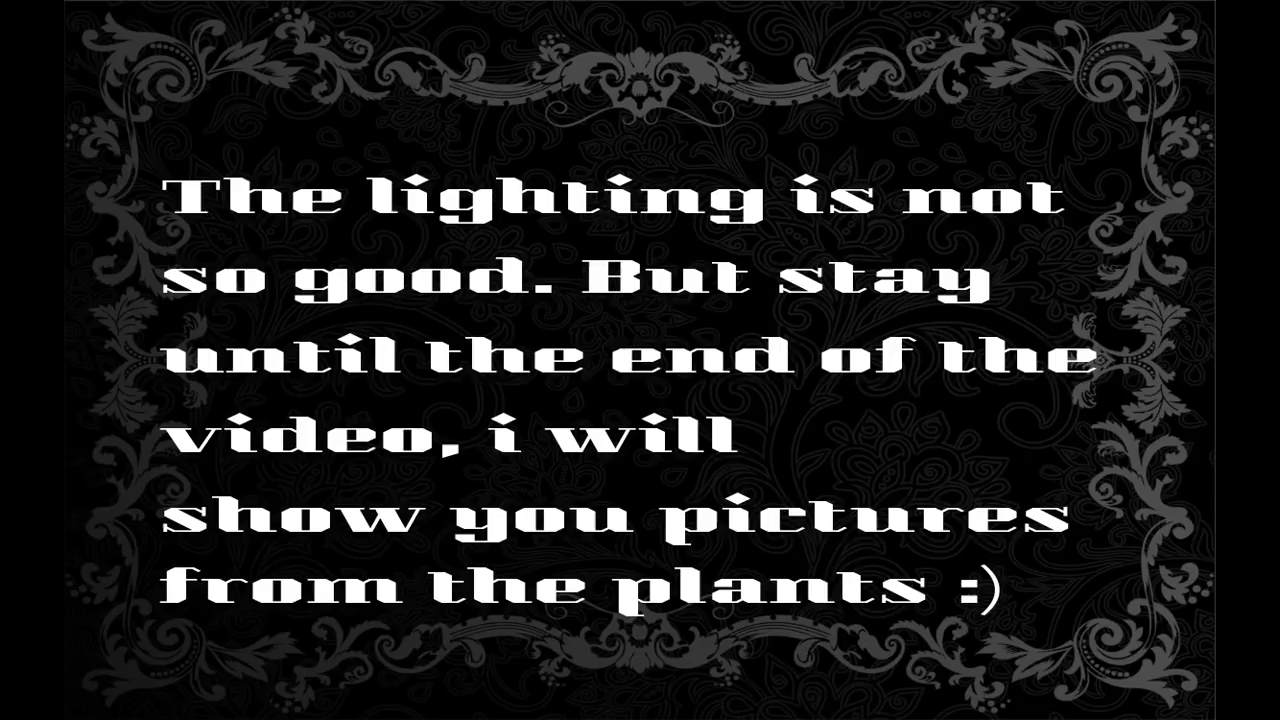 The lighting is not
so good. But stay
until the end of the
video, i will
show you pictures
from the plants :)